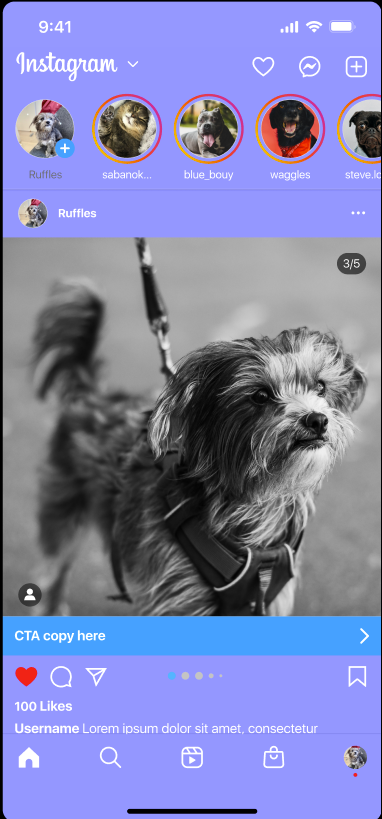 9:41
Instagram
Ruffles
sabanok...
blue_bouy
waggles
steve.lo
Ruffles
3/5
CTA copy here
100 Likes
Username Lorem ipsum dolor sit amet, consectetur